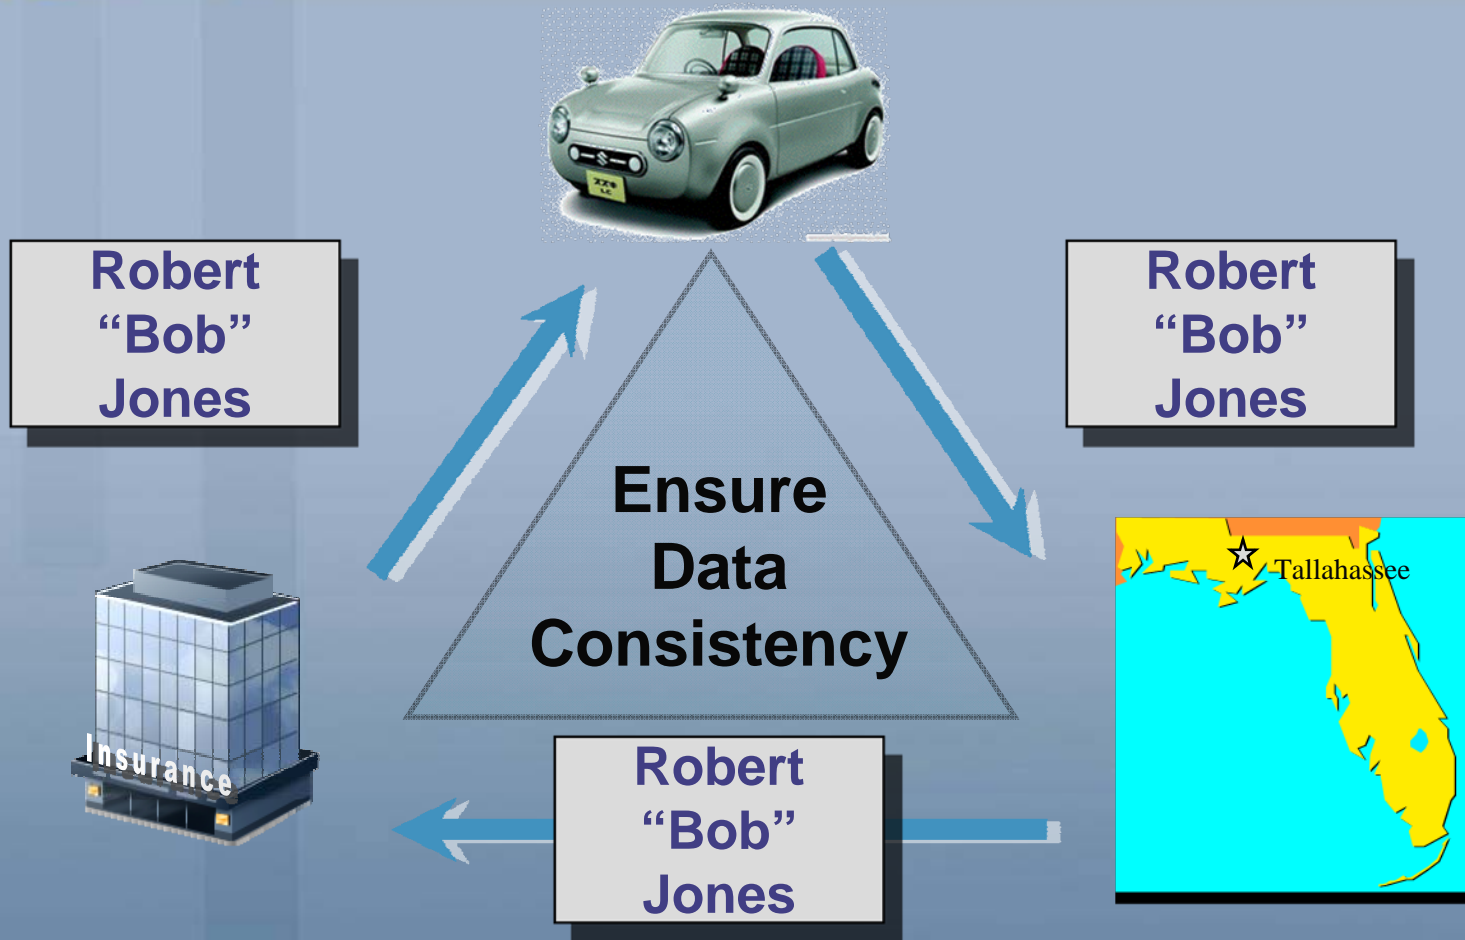 Robert
“Bob”
Jones
Robert
“Bob”
Jones
Ensure
Data
Consistency
Tallahassee
Insurance
Robert
“Bob”
Jones